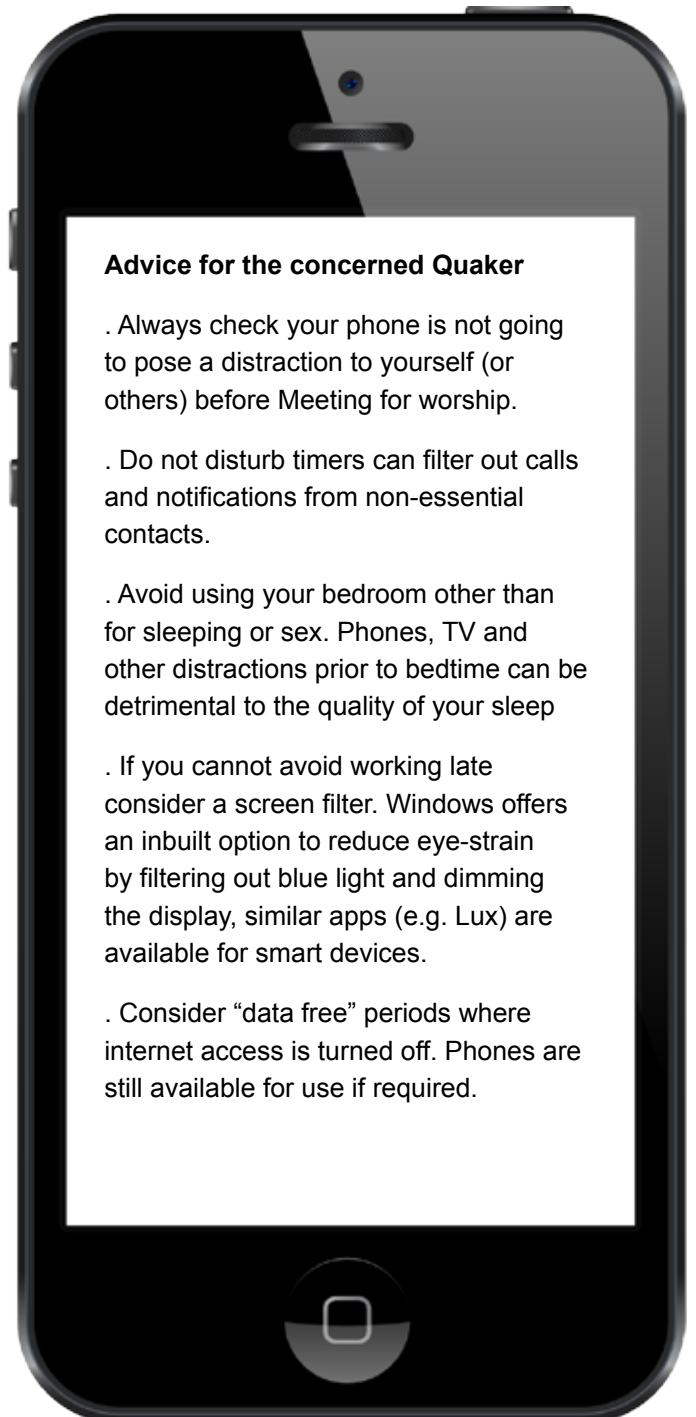 Advice for the concerned Quaker
. Always check your phone is not going
to pose a distraction to yourself (or
others) before Meeting for worship.
. Do not disturb timers can filter out calls
and notifications from non-essential
contacts.
. Avoid using your bedroom other than
for sleeping or sex. Phones, TV and
other distractions prior to bedtime can be
detrimental to the quality of your sleep
. If you cannot avoid working late
consider a screen filter. Windows offers
an inbuilt option to reduce eye-strain
by filtering out blue light and dimming
the display, similar apps (e.g. Lux) are
available for smart devices.
. Consider “data free” periods where
internet access is turned off. Phones are
still available for use if required.